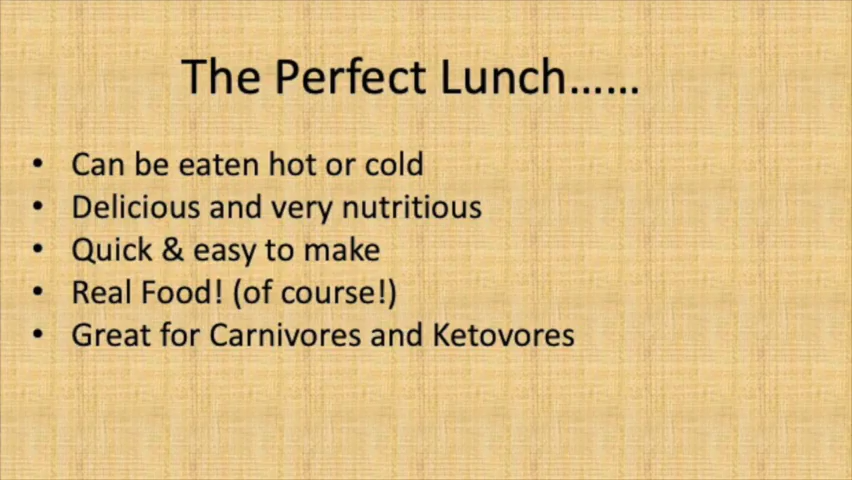 The Perfect Lunch......
• Can be eaten hot or cold
• Delicious and very nutritious
• Quick & easy to make
• Real Food! (of course!)
• Great for Carnivores and Ketovores